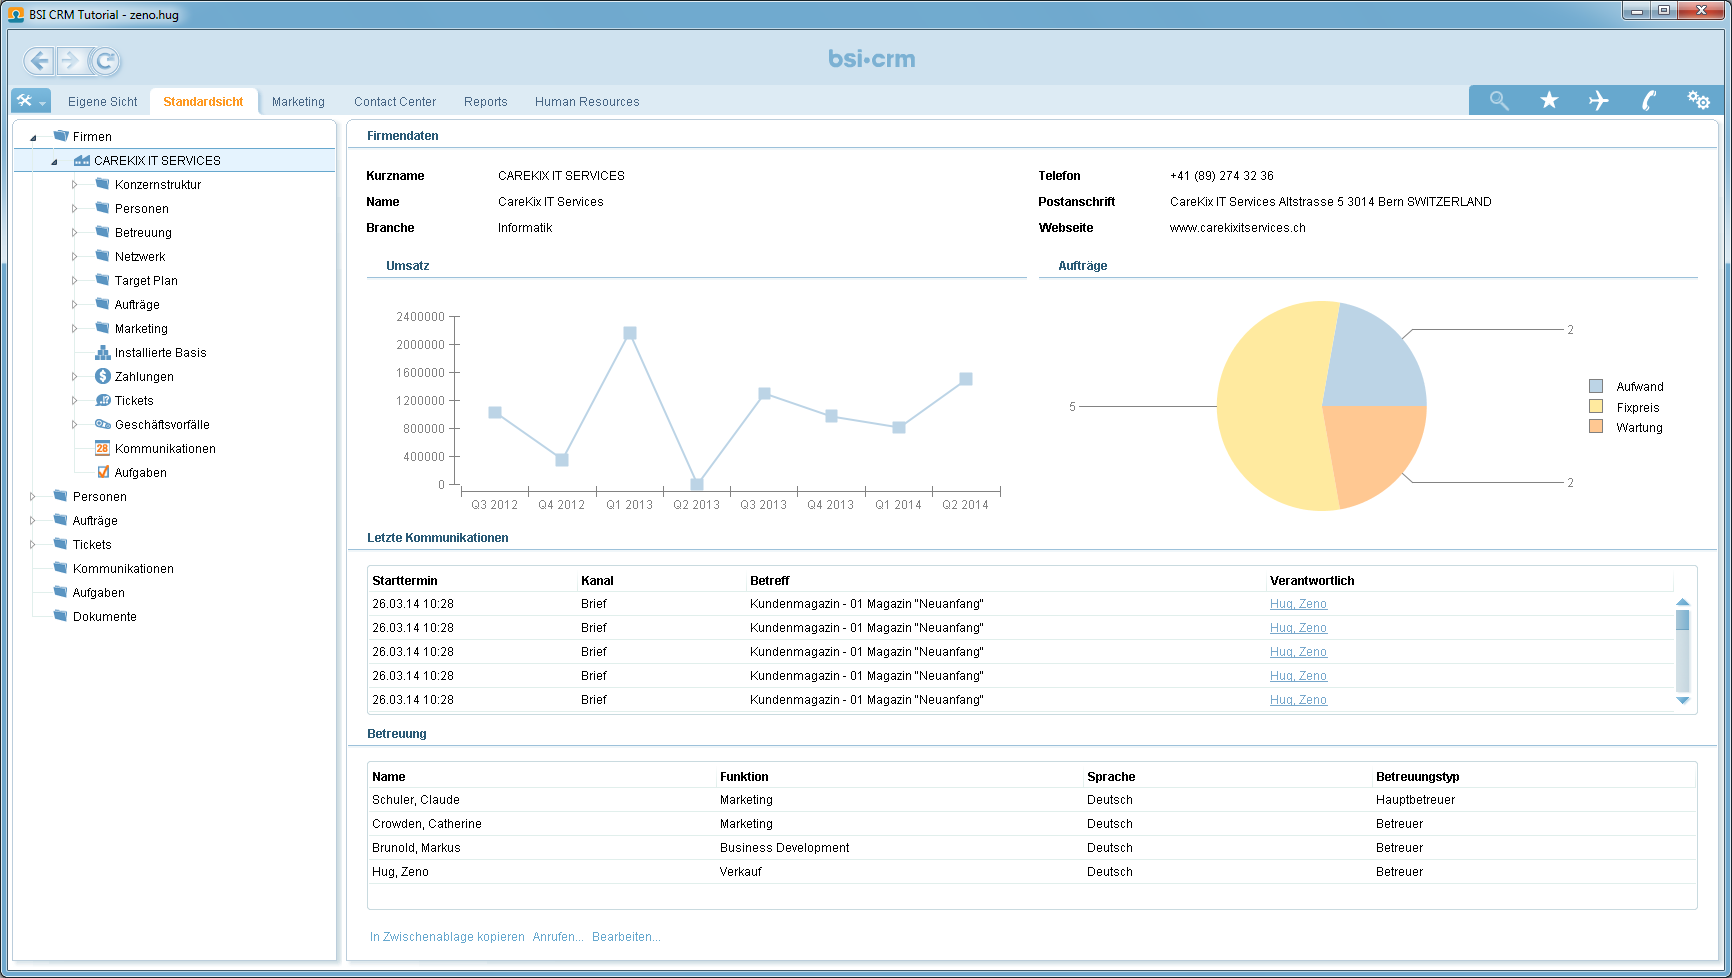 BSI CRM Tutorial - zeno.hug
bsi·crm
Eigene Sicht Standardsicht Marketing Contact Center Reports Human Resources
Firmen
CAREKIX IT SERVICES
Konzernstruktur
Personen
Betreuung
Netzwerk
Target Plan
Aufträge
Marketing
Installierte Basis
Zahlungen
Tickets
Geschäftsvorfälle
28 Kommunikationen
Aufgaben
Personen
Aufträge
Tickets
Kommunikationen
Aufgaben
Dokumente
Firmendaten
Kurzname CAREKIX IT SERVICES Telefon +41 (89) 274 32 36
Name CareKix IT Services Postanschrift CareKix IT Services Altstrasse 5 3014 Bern SWITZERLAND
Branche Informatik Webseite www.carekixitservices.ch
Umsatz
2400000
2000000
1600000
1200000
800000
400000
0
Q3 2012 Q4 2012 Q1 2013 Q2 2013 Q3 2013 Q4 2013 Q1 2014 Q2 2014
Aufträge
2
5
2
Aufwand
Fixpreis
Wartung
Letzte Kommunikationen
Starttermin Kanal Betreff Verantwortlich
26.03.14 10:28 Brief Kundenmagazin - 01 Magazin "Neuanfang" Hug, Zeno
26.03.14 10:28 Brief Kundenmagazin - 01 Magazin "Neuanfang" Hug, Zeno
26.03.14 10:28 Brief Kundenmagazin - 01 Magazin "Neuanfang" Hug, Zeno
26.03.14 10:28 Brief Kundenmagazin - 01 Magazin "Neuanfang" Hug, Zeno
26.03.14 10:28 Brief Kundenmagazin - 01 Magazin "Neuanfang" Hug, Zeno
Betreuung
Name Funktion Sprache Betreuungstyp
Schuler, Claude Marketing Deutsch Hauptbetreuer
Crowden, Catherine Marketing Deutsch Betreuer
Brunold, Markus Business Development Deutsch Betreuer
Hug, Zeno Verkauf Deutsch Betreuer
In Zwischenablage kopieren Anrufen... Bearbeiten...